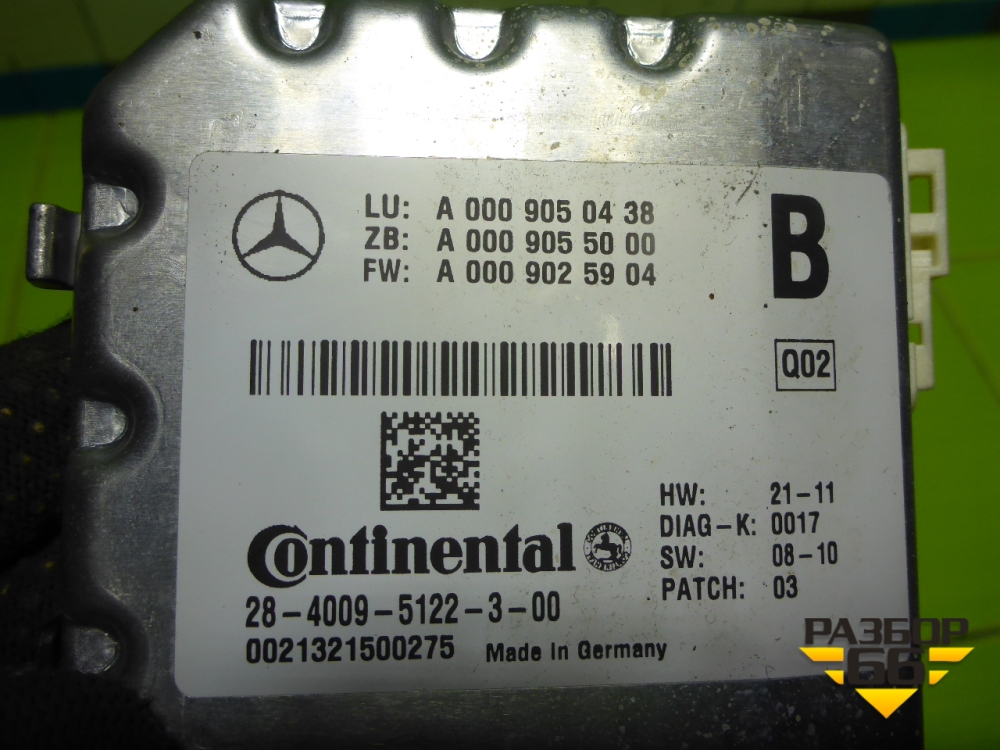 LU: A 000 905 04 38
ZB: A 000 905 50 00
FW: A 000 902 59 04
B
Q02
HW: 21-11
DIAG-K: 0017
SW: 08-10
PATCH: 03
Continental
28-4009-5122-3-00
0021321500275 Made in Germany
РАЗБОР
66